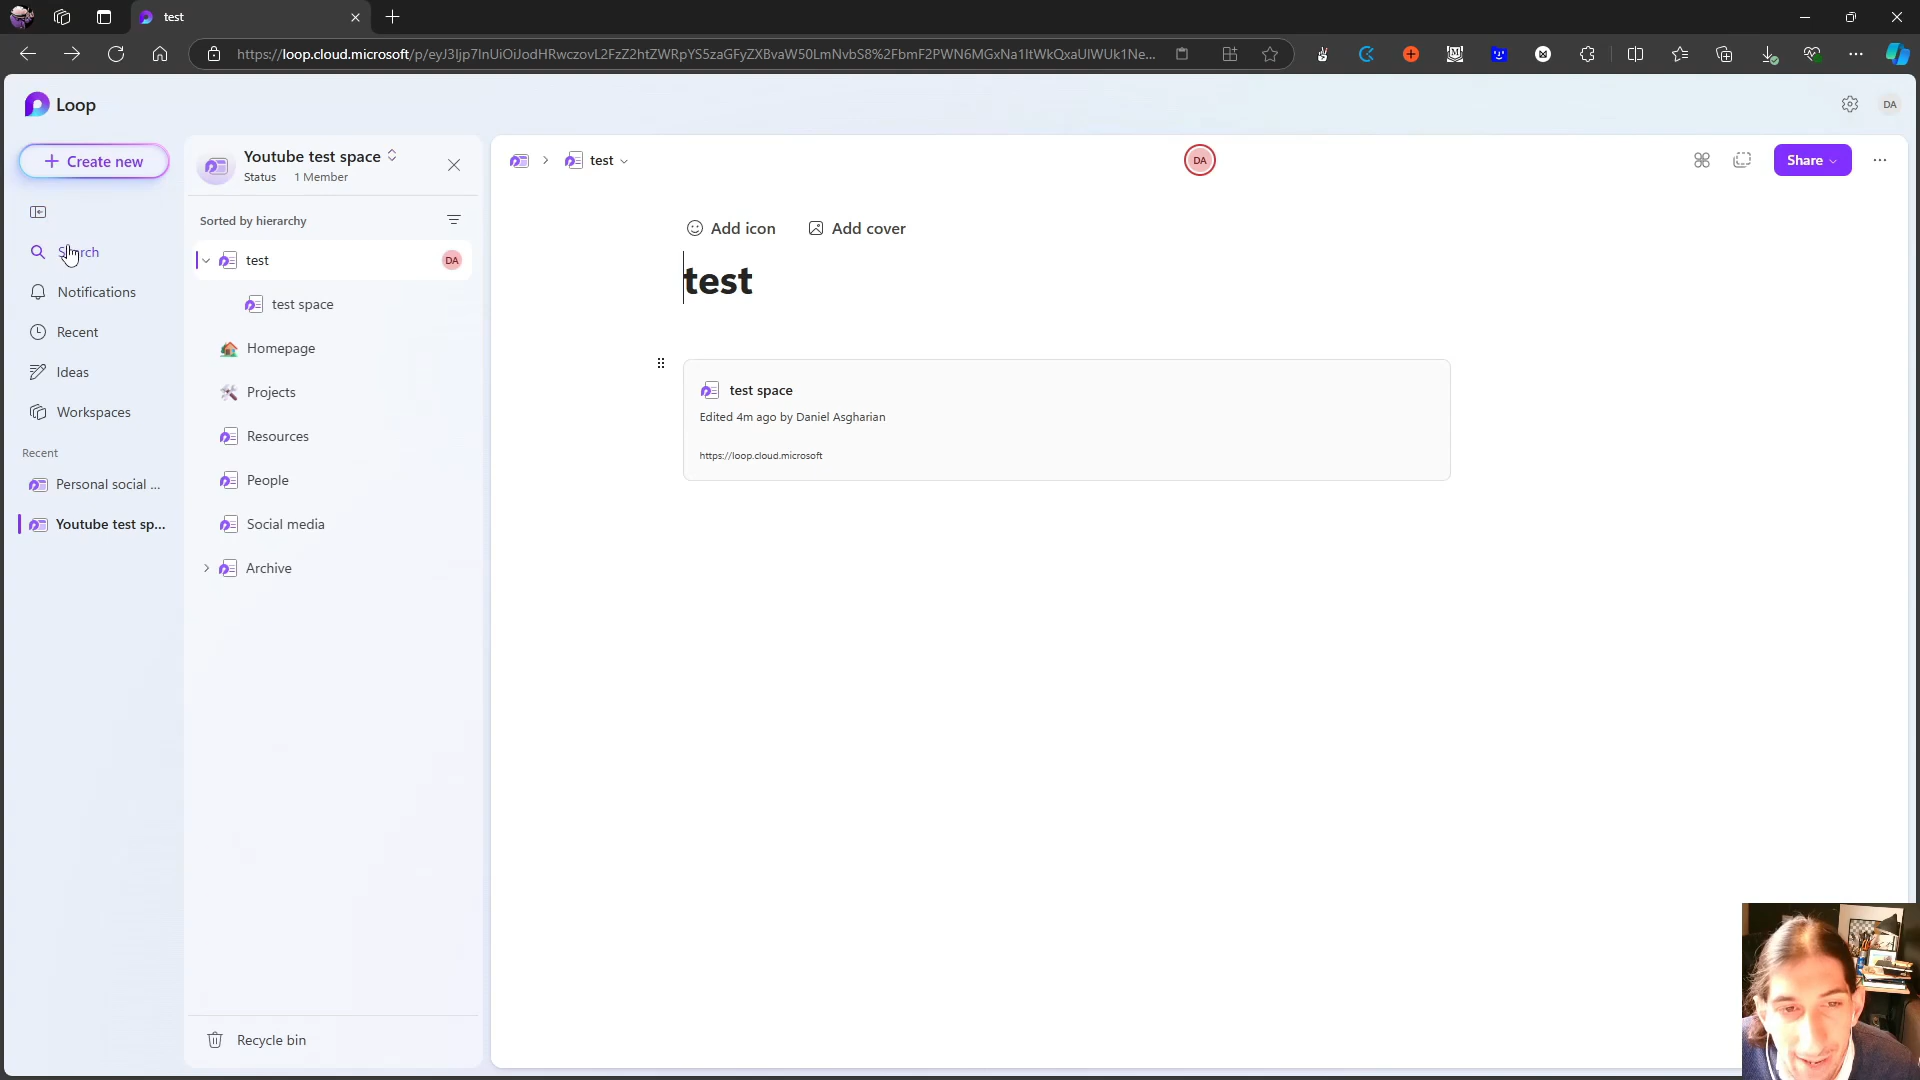 test
https://loop.cloud.microsoft/p/eyJ3Ijp7InUiOiJodHRwczovL2FzZ2htZWRpYS5zaGFyZXBvaW50LmNvbS8%2FbmF2PWN6MGxNa1ltWkQxaUlWUk1Ne...
Loop
DA
Create new
Youtube test space
Status 1 Member
test
DA
Share
Sorted by hierarchy
Add icon
Add cover
Search
test
DA
test
Notifications
test space
Recent
Homepage
Ideas
Projects
test space
Workspaces
Edited 4m ago by Daniel Asgharian
Resources
Recent
https://loop.cloud.microsoft
Personal social ...
People
Youtube test sp...
Social media
Archive
Recycle bin